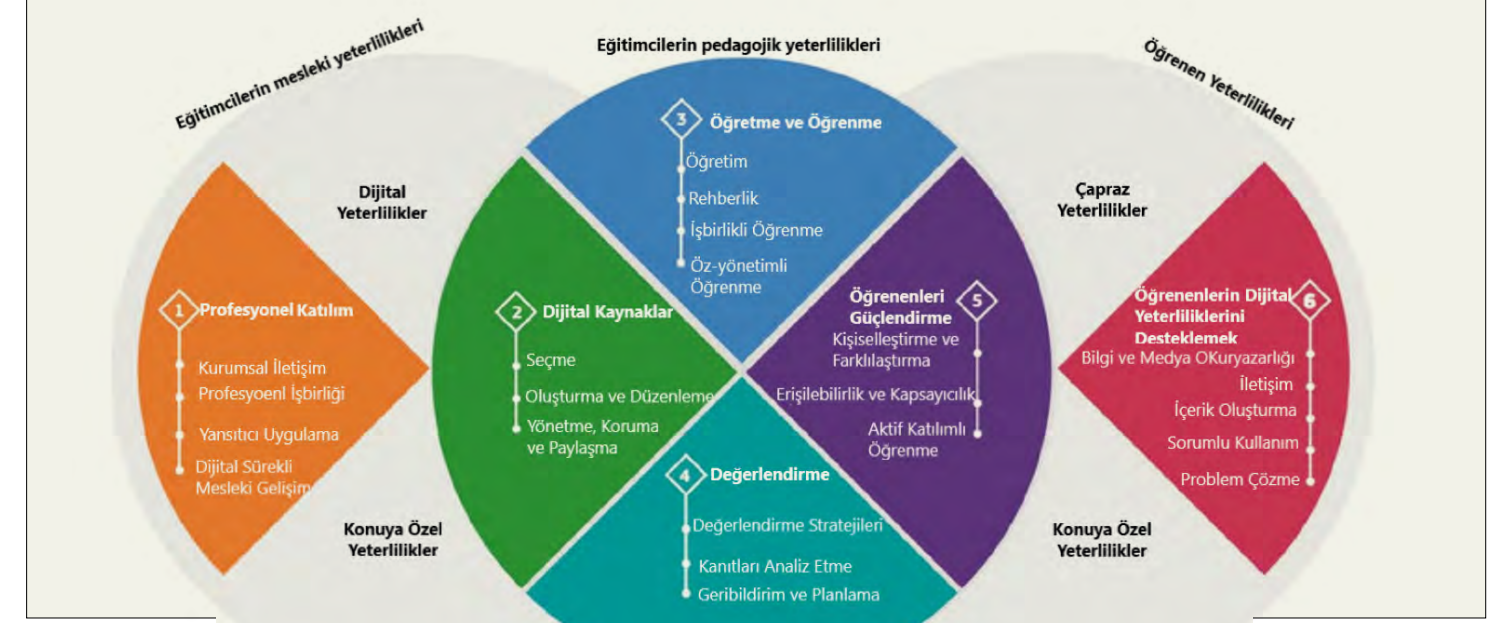 Eğitimcilerin mesleki yeterlilikleri
Eğitimcilerin pedagojik yeterlilikleri
Öğrenen Yeterlilikleri
Dijital
Yeterlilikler
Çapraz
Yeterlilikler
Konuya Özel
Yeterlilikler
Konuya Özel
Yeterlilikler
1 Profesyonel Katılım
Kurumsal İletişim
Profesyoenl İşbirliği
Yansıtıcı Uygulama
Dijital Sürekli
Mesleki Gelişim
2 Dijital Kaynaklar
Seçme
Oluşturma ve Düzenleme
Yönetme, Koruma
ve Paylaşma
3 Öğretme ve Öğrenme
Öğretim
Rehberlik
İşbirlikli Öğrenme
Öz-yönetimli
Öğrenme
4 Değerlendirme
Değerlendirme Stratejileri
Kanıtları Analiz Etme
Geribildirim ve Planlama
Öğrenenleri 5
Güçlendirme
Kişiselleştirme ve
Farklılaştırma
Erişilebilirlik ve Kapsayıcılık
Aktif Katılımlı
Öğrenme
Öğrenenlerin Dijital 6
Yeterliliklerini
Desteklemek
Bilgi ve Medya OKuryazarlığı
İletişim
İçerik Oluşturma
Sorumlu Kullanım
Problem Çözme